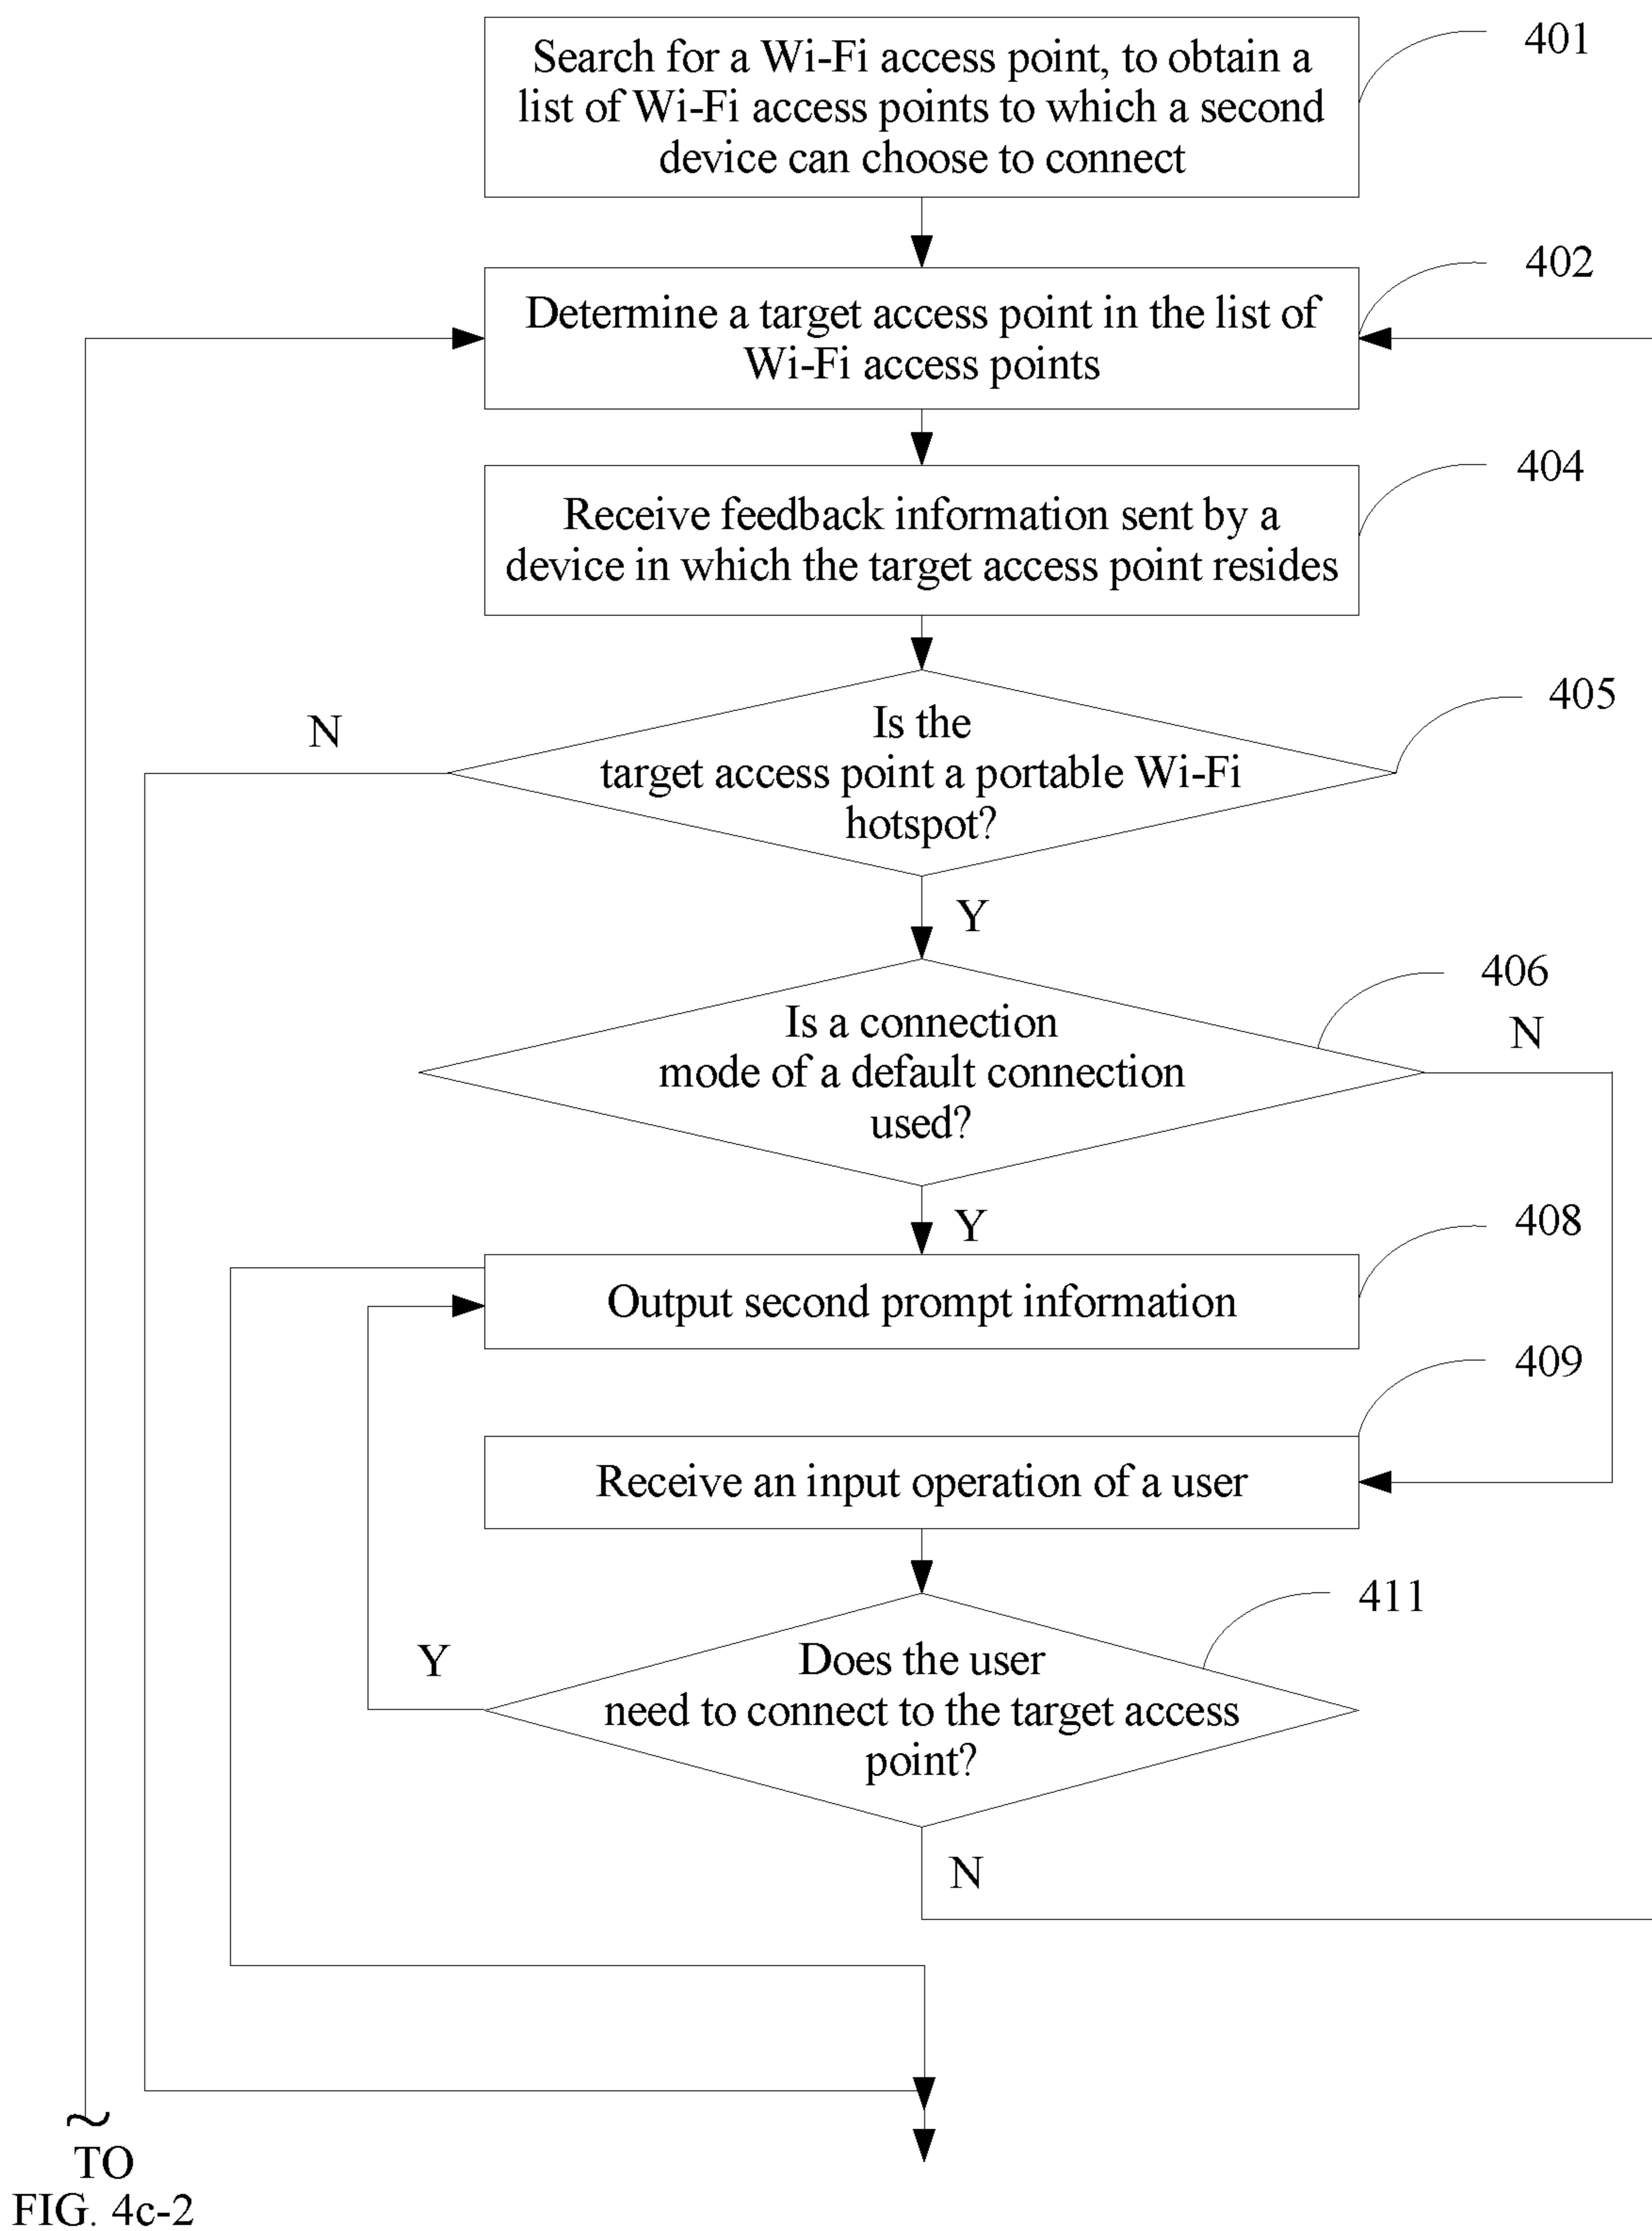 Search for a Wi-Fi access point, to obtain a
list of Wi-Fi access points to which a second
device can choose to connect
401
Determine a target access point in the list of
Wi-Fi access points
402
Receive feedback information sent by a
device in which the target access point resides
404
Is the
target access point a portable Wi-Fi
hotspot?
405
N
Y
Is a connection
mode of a default connection
used?
406
N
Y
Output second prompt information
408
Receive an input operation of a user
409
Does the user
need to connect to the target access
point?
411
Y
N
TO
FIG. 4c-2